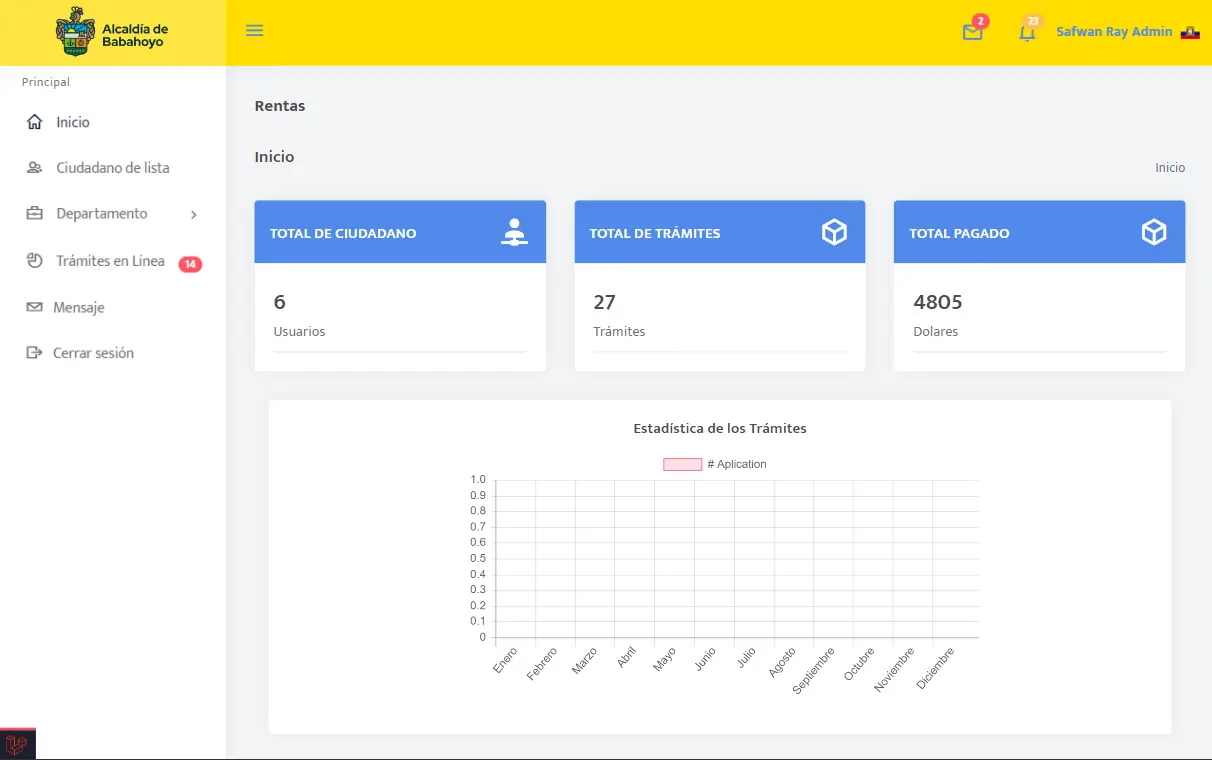 Alcaldía de
Babahoyo
2
23
Safwan Ray Admin
Principal
Inicio
Ciudadano de lista
Departamento
Trámites en Línea 14
Mensaje
Cerrar sesión
Rentas
Inicio
Inicio
TOTAL DE CIUDADANO
6
Usuarios
TOTAL DE TRÁMITES
27
Trámites
TOTAL PAGADO
4805
Dolares
Estadística de los Trámites
# Aplication
1.0
0.9
0.8
0.7
0.6
0.5
0.4
0.3
0.2
0.1
0
Enero
Febrero
Marzo
Abril
Mayo
Junio
Julio
Agosto
Septiembre
Octubre
Noviembre
Diciembre